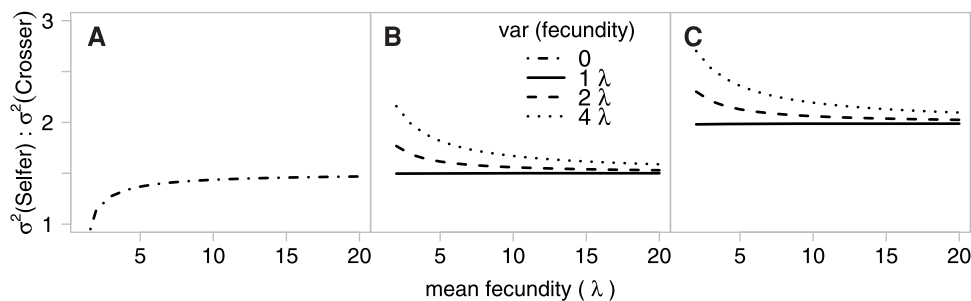 3
2
1
σ²(Selfer) : σ²(Crosser)
A
B
C
var (fecundity)
0
1 λ
2 λ
4 λ
5 10 15 20
5 10 15 20
5 10 15 20
mean fecundity ( λ )